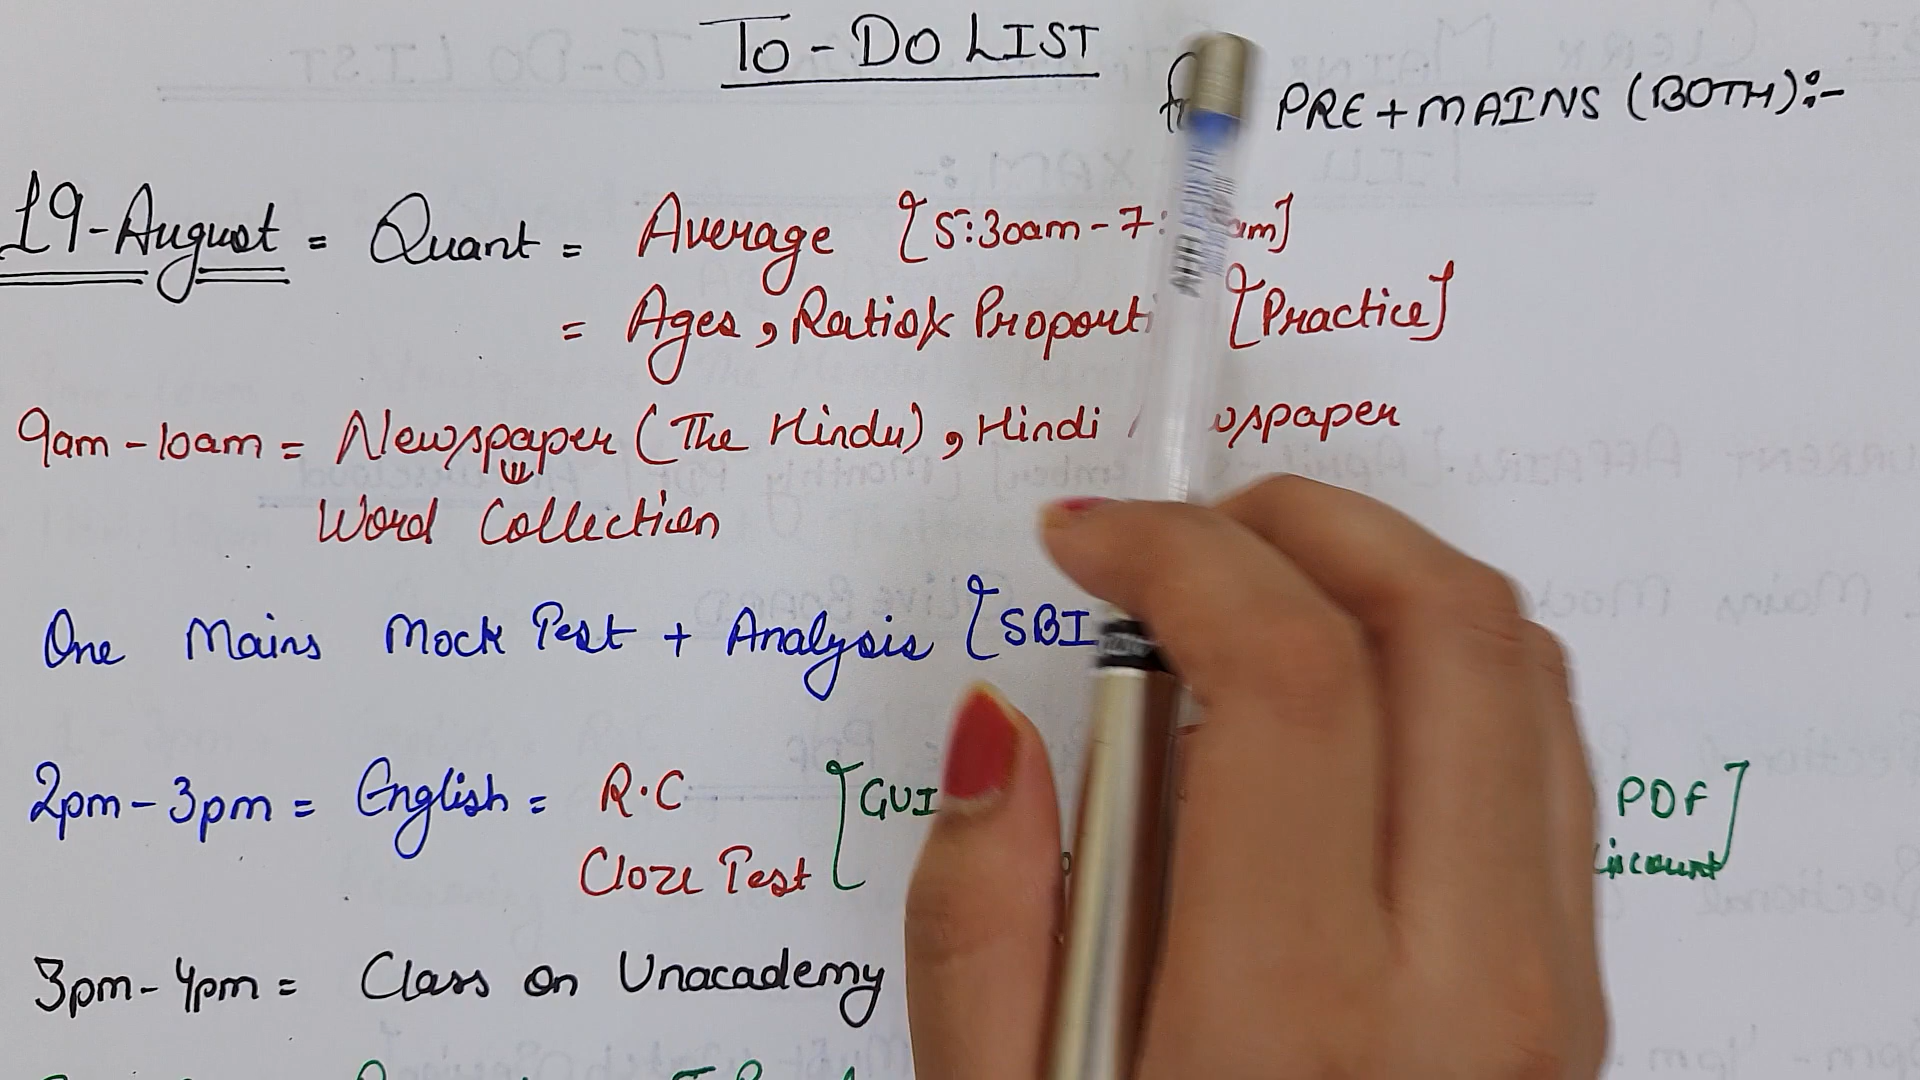 TO-DO LIST
PRE+MAINS (BOTH):-
19-August = Quant = Average [5:30am-7: am]
= Ages, Ratio & Proporti [Practice]
9am-10am = Newspaper (The Hindu), Hindi
Word Collection
One Mains Mock Test + Analysis [SBI
2pm-3pm = English = R.C [ PDF]
Cloze Test
3pm-4pm = Class on Unacademy